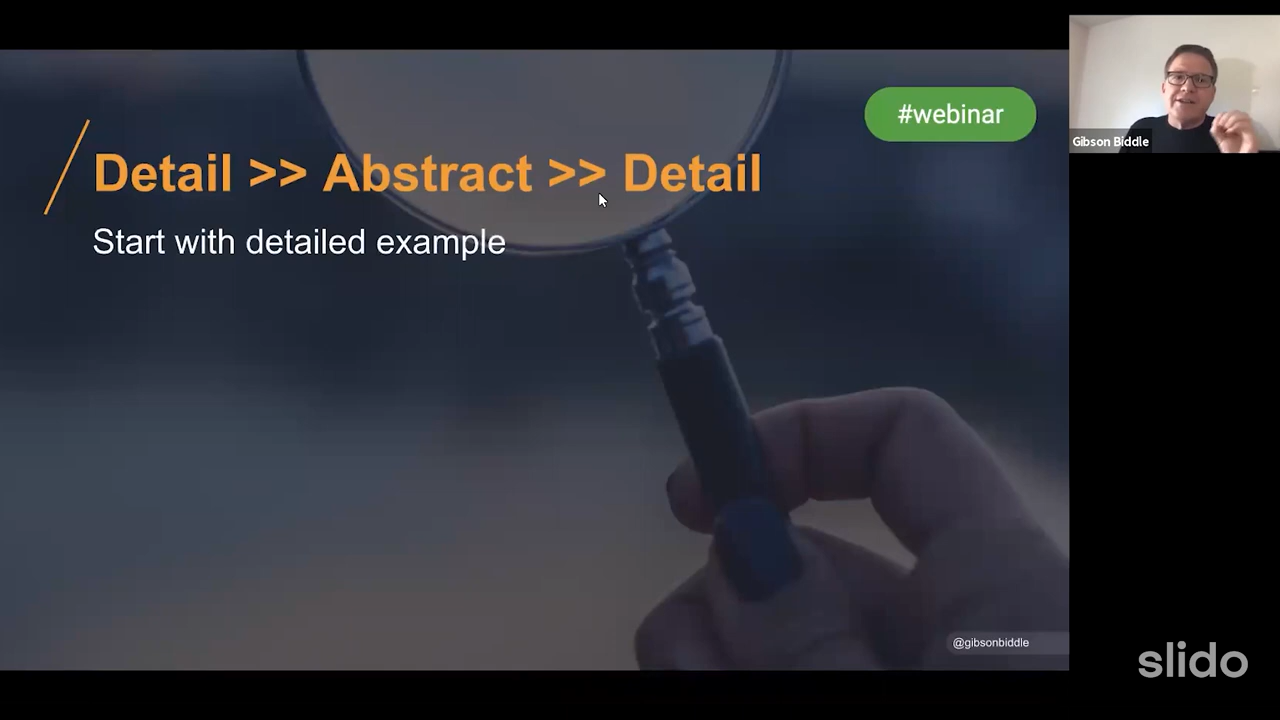 #webinar
Detail >> Abstract >> Detail
Start with detailed example
@gibsonbiddle
Gibson Biddle
slido